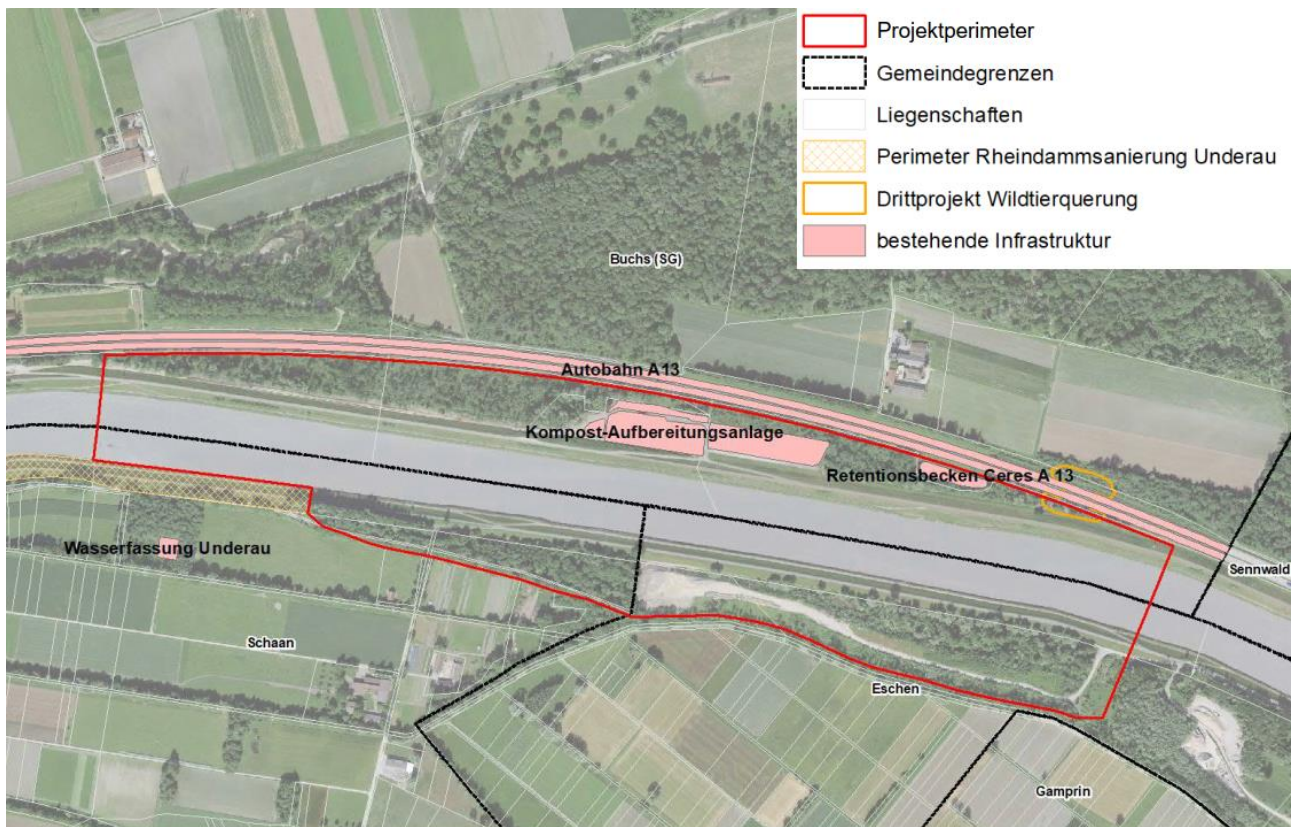 Projektperimeter
Gemeindegrenzen
Liegenschaften
Perimeter Rheindammsanierung Underau
Drittprojekt Wildtierquerung
bestehende Infrastruktur
Buchs (SG)
Autobahn A13
Kompost-Aufbereitungsanlage
Retentionsbecken Ceres A 13
Wasserfassung Underau
Sennwald
Schaan
Eschen
Gamprin